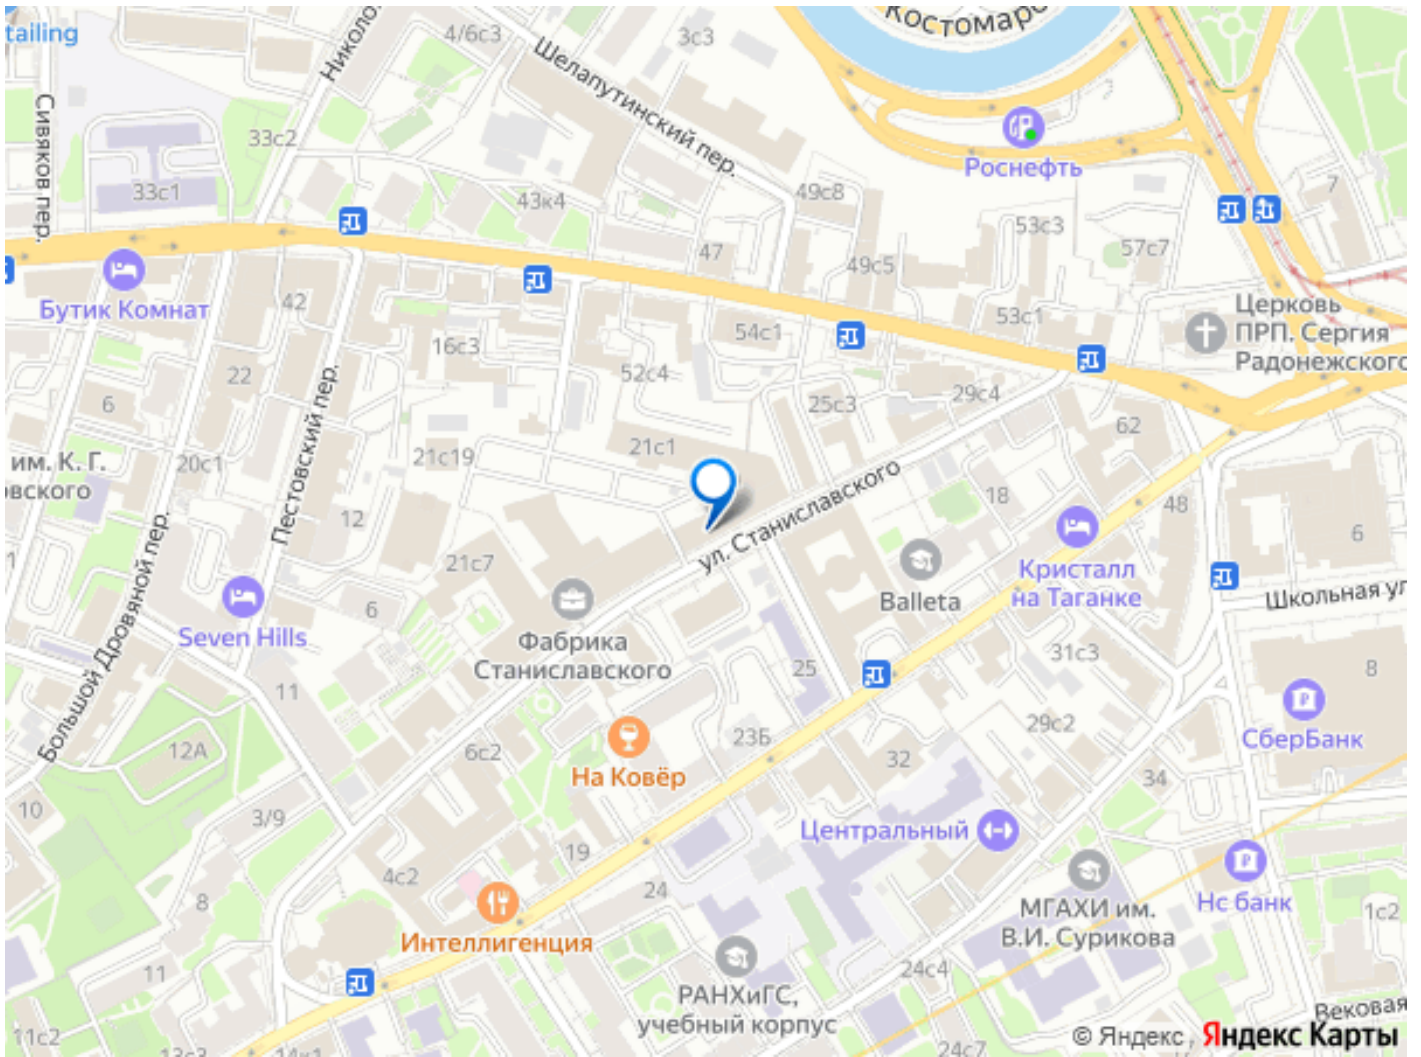 tailing
Николо
4/6с3
3с3
Костомаро
Шелапутинский пер.
Сивяков пер.
33с2
Роснефть
33с1
43к4
49с8
7
53с3
57с7
47
49с5
Бутик Комнат
42
16с3
54с1
53с1
Церковь
ПРП. Сергия
Радонежского
22
52с4
29с4
6
25с3
62
Пестовский пер.
21с1
21с19
им. К. Г.
вского
20с1
ул. Станиславского
18
48
12
6
21с7
Кристалл
на Таганке
Balleta
Школьная ул
Большой Дровяной пер.
6
Seven Hills
Фабрика
Станиславского
25
31с3
8
11
29с2
12А
6с2
23Б
СберБанк
На Ковёр
32
34
10
3/9
Центральный
19
4с2
24
8
Нс банк
МГАХИ им.
В.И. Сурикова
1с2
Интеллигенция
11
24с4
РАНХиГС,
учебный корпус
Вековая
11с2
13с3
14к1
24с7
© Яндекс, Яндекс Карты